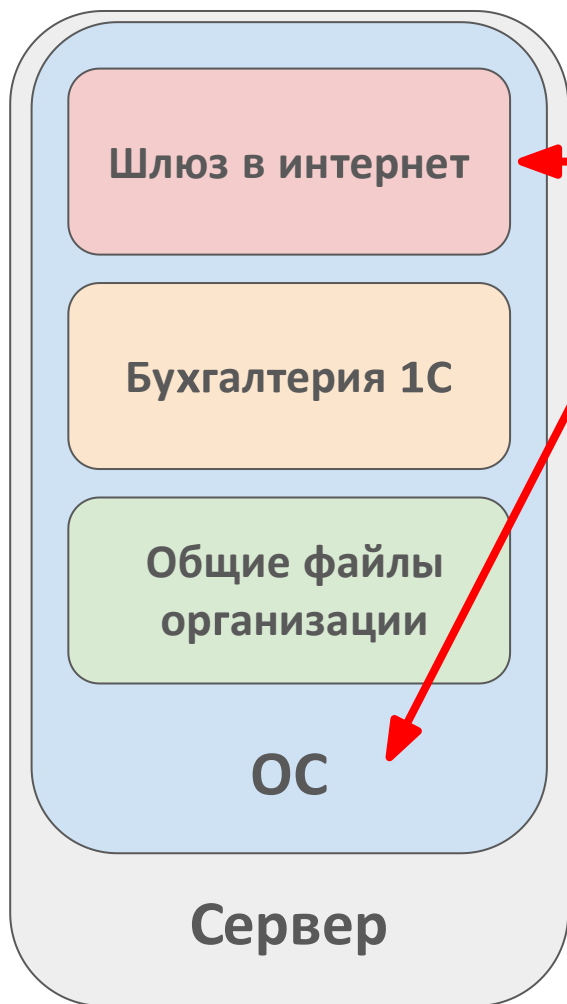 Шлюз в интернет
Бухгалтерия 1С
Общие файлы
организации
ОС
Сервер